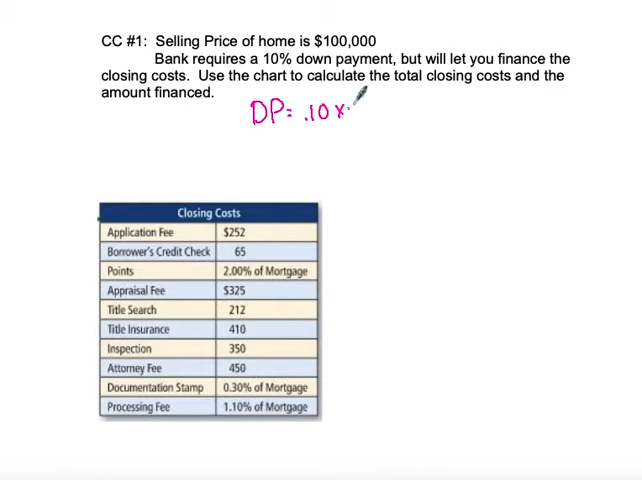 CC #1: Selling Price of home is $100,000
Bank requires a 10% down payment, but will let you finance the
closing costs. Use the chart to calculate the total closing costs and the
amount financed.
DP= .10 x
Closing Costs
Application Fee $252
Borrower's Credit Check 65
Points 2.00% of Mortgage
Appraisal Fee $325
Title Search 212
Title Insurance 410
Inspection 350
Attorney Fee 450
Documentation Stamp 0.30% of Mortgage
Processing Fee 1.10% of Mortgage